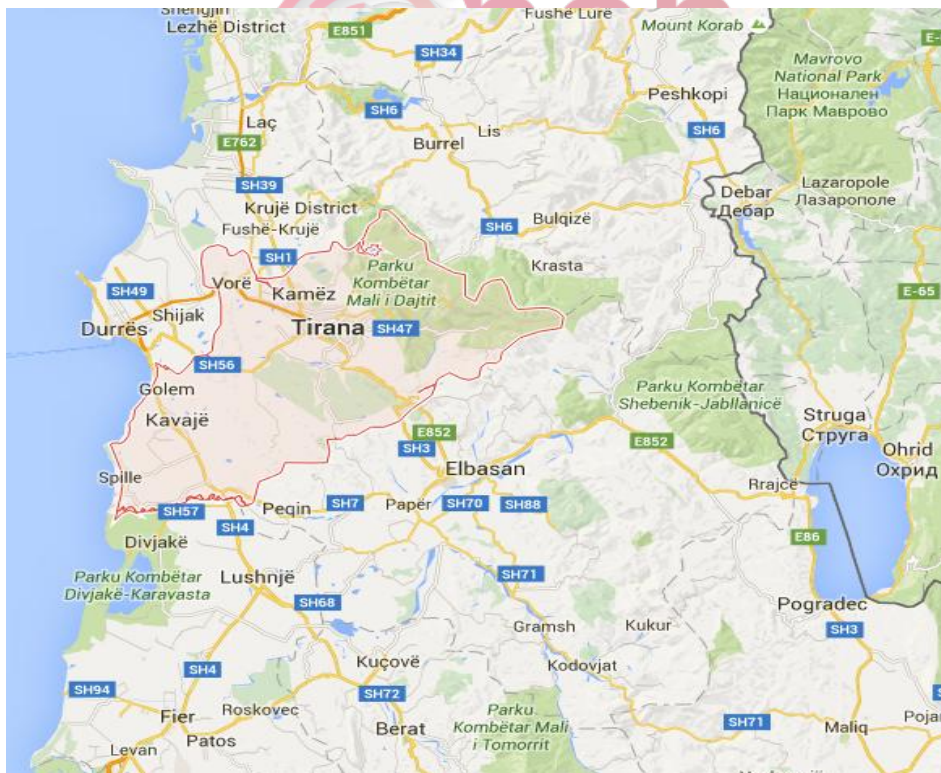 Shëngjin
Lezhë District
E851
Fushë Lurë
Mount Korab
SH34
Mavrovo
National Park
Национален
Парк Маврово
Peshkopi
SH6
Laç
Lis
SH6
E762
Burrel
SH39
Debar
Дебар
Lazaropole
Лазарополе
Krujë District
Fushë-Krujë
Bulqizë
SH6
SH1
Krasta
Vorë
Kamëz
Parku
Kombëtar
Mali i Dajtit
SH49
Shijak
Durrës
Tirana
SH47
E-65
SH56
Golem
Parku Kombëtar
Shebenik-Jabllanicë
Kavajë
Struga
Струга
E852
E852
SH3
Ohrid
Охрид
Elbasan
Spille
Rrajcë
Peqin
SH7
Papër
SH70
SH88
SH57
SH4
Divjakë
E86
Parku Kombëtar
Divjakë-Karavasta
Lushnjë
SH71
SH68
Pogradec
Gramsh
Kukur
SH3
SH4
Kuçovë
Kodovjat
SH94
SH72
Fier
Roskovec
Parku
Kombëtar Mali
i Tomorrit
Berat
SH71
Maliq
Patos
Levan